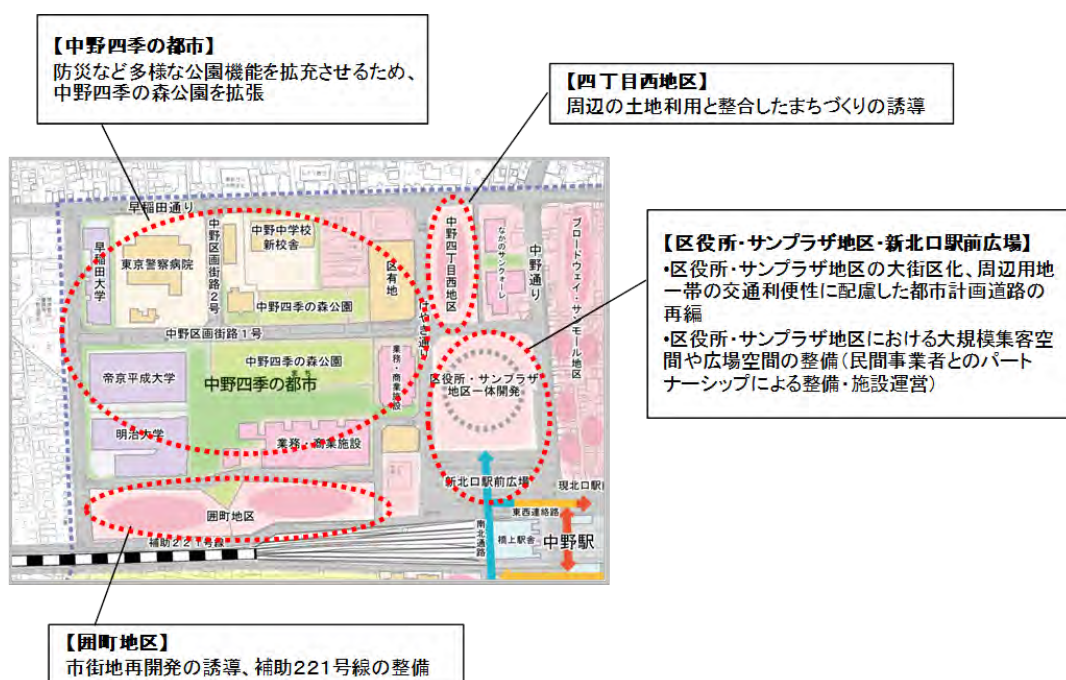 【中野四季の都市】
防災など多様な公園機能を拡充させるため、
中野四季の森公園を拡張
【四丁目西地区】
周辺の土地利用と整合したまちづくりの誘導
【区役所・サンプラザ地区・新北口駅前広場】
•区役所・サンプラザ地区の大街区化、周辺用地
一帯の交通利便性に配慮した都市計画道路の
再編
•区役所・サンプラザ地区における大規模集客空
間や広場空間の整備（民間事業者とのパート
ナーシップによる整備・施設運営）
早稲田通り
早稲田大学
東京警察病院
中野区画街路２号
中野中学校
新校舎
区有地
中野四季の森公園
中野四丁目西地区
なかのサンクォーレ
中野通り
ブロードウェイ・サンモール地区
けやき通り
中野区画街路１号
帝京平成大学
中野四季の森公園
まち
中野四季の都市
業務・商業施設
区役所・サンプラザ
地区一体開発
明治大学
業務・商業施設
新北口駅前広場
現北口駅
東西連絡路
囲町地区
南北通路
橋上駅舎
中野駅
補助２２１号線
【囲町地区】
市街地再開発の誘導、補助２２１号線の整備